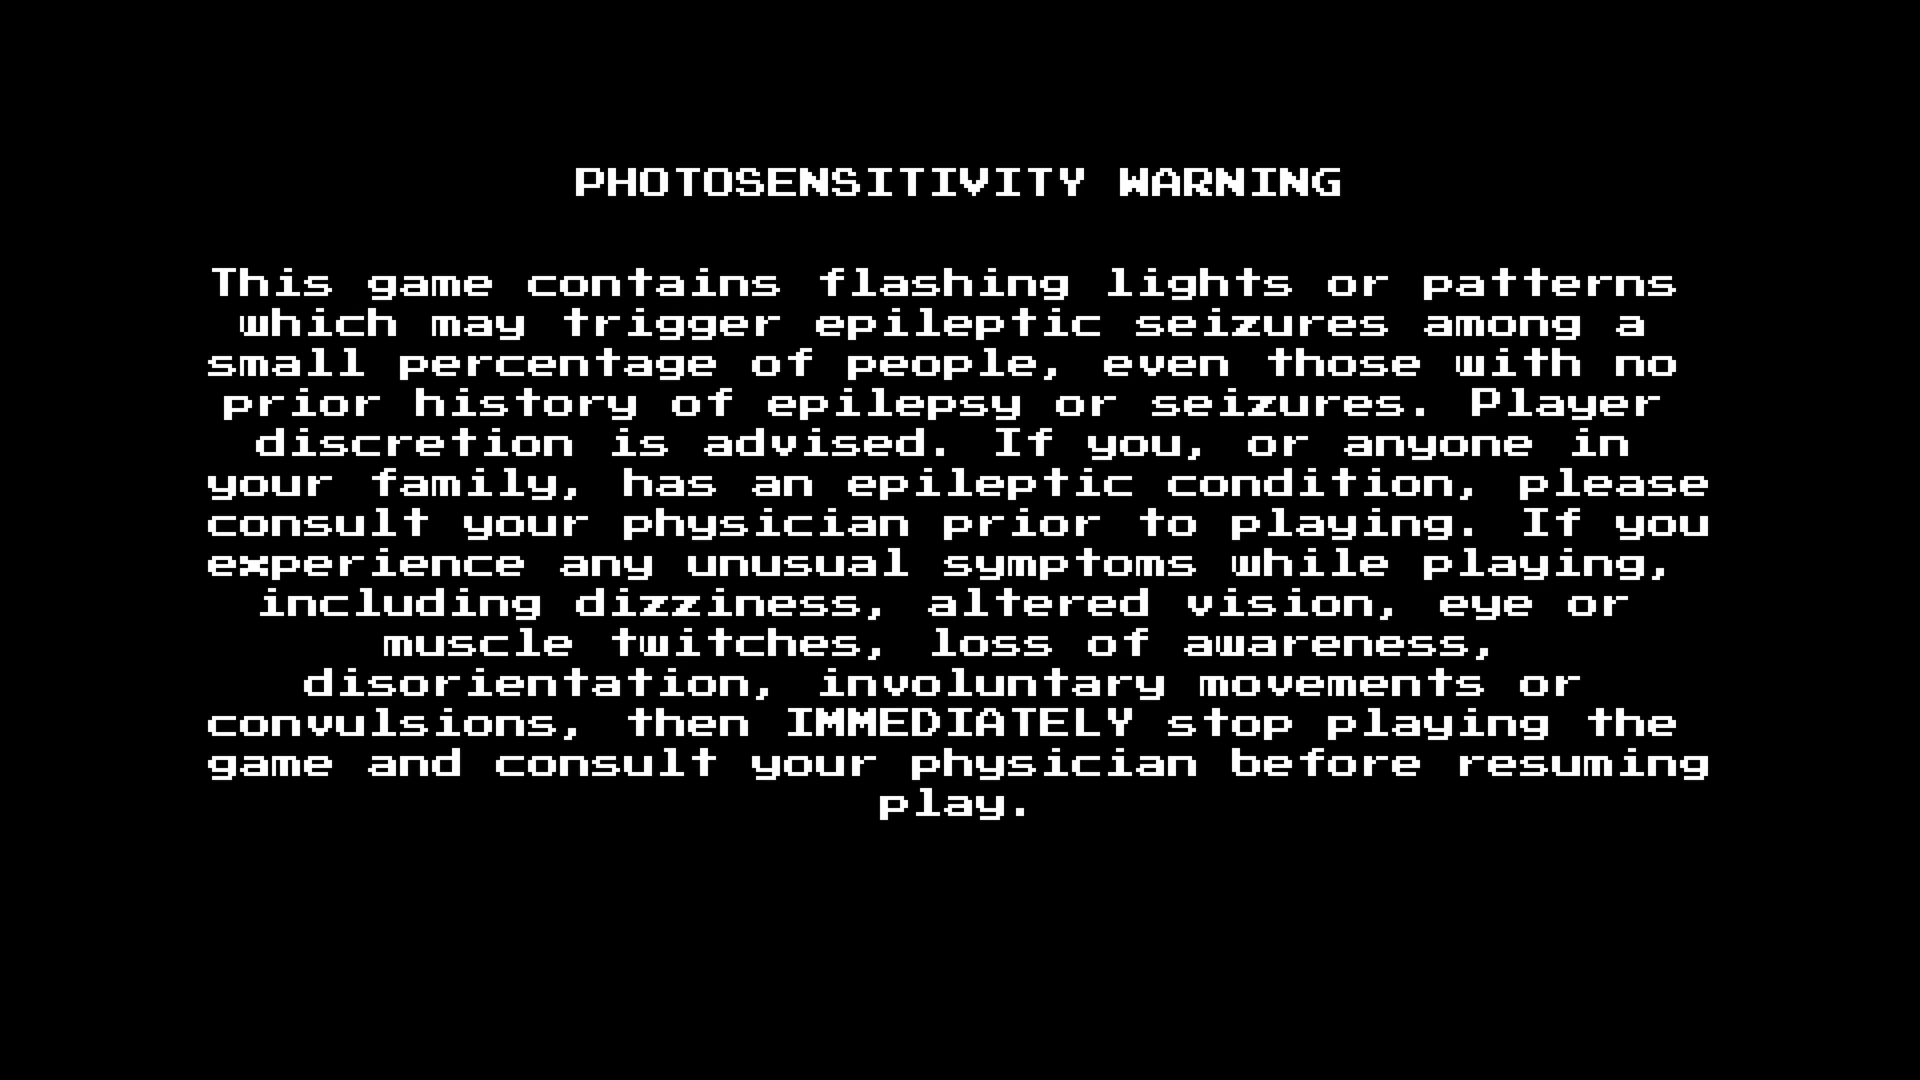 PHOTOSENSITIVITY WARNING
This game contains flashing lights or patterns
which may trigger epileptic seizures among a
small percentage of people, even those with no
prior history of epilepsy or seizures. Player
discretion is advised. If you, or anyone in
your family, has an epileptic condition, please
consult your physician prior to playing. If you
experience any unusual symptoms while playing,
including dizziness, altered vision, eye or
muscle twitches, loss of awareness,
disorientation, involuntary movements or
convulsions, then IMMEDIATELY stop playing the
game and consult your physician before resuming
play.